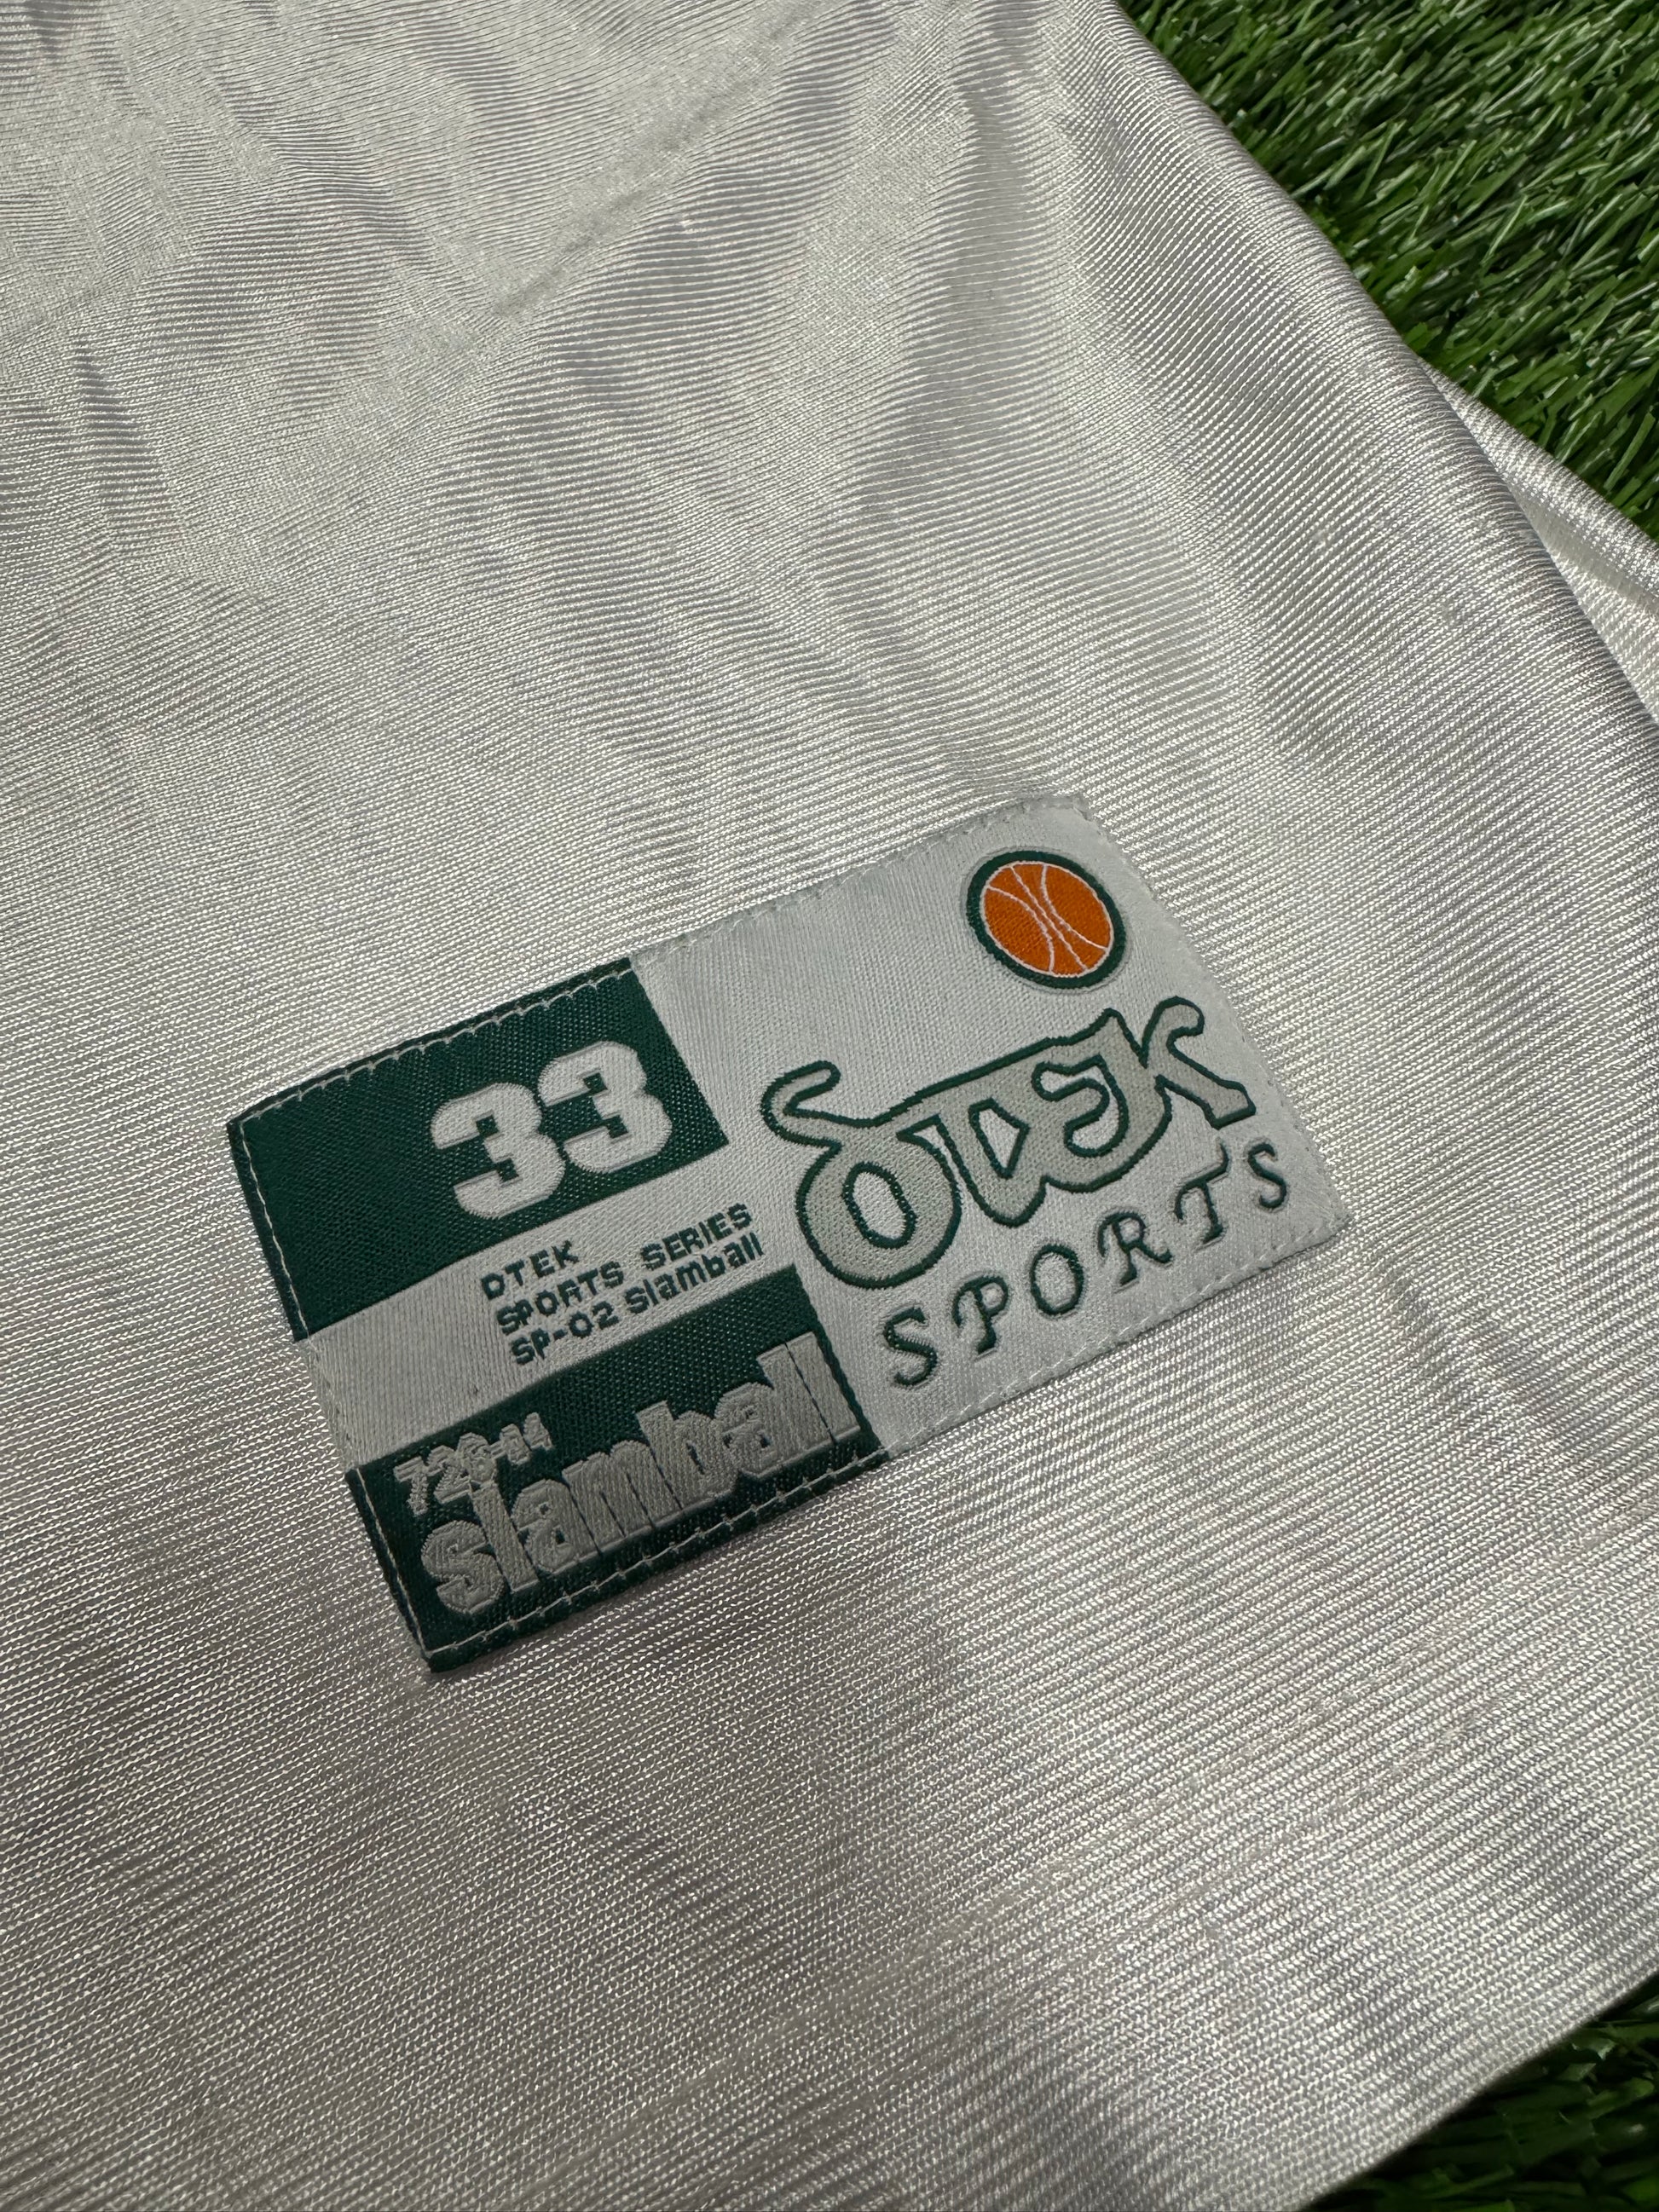 33
DTEK
SPORTS SERIES
SP-02 Slamball
slamball
DTEK
SPORTS